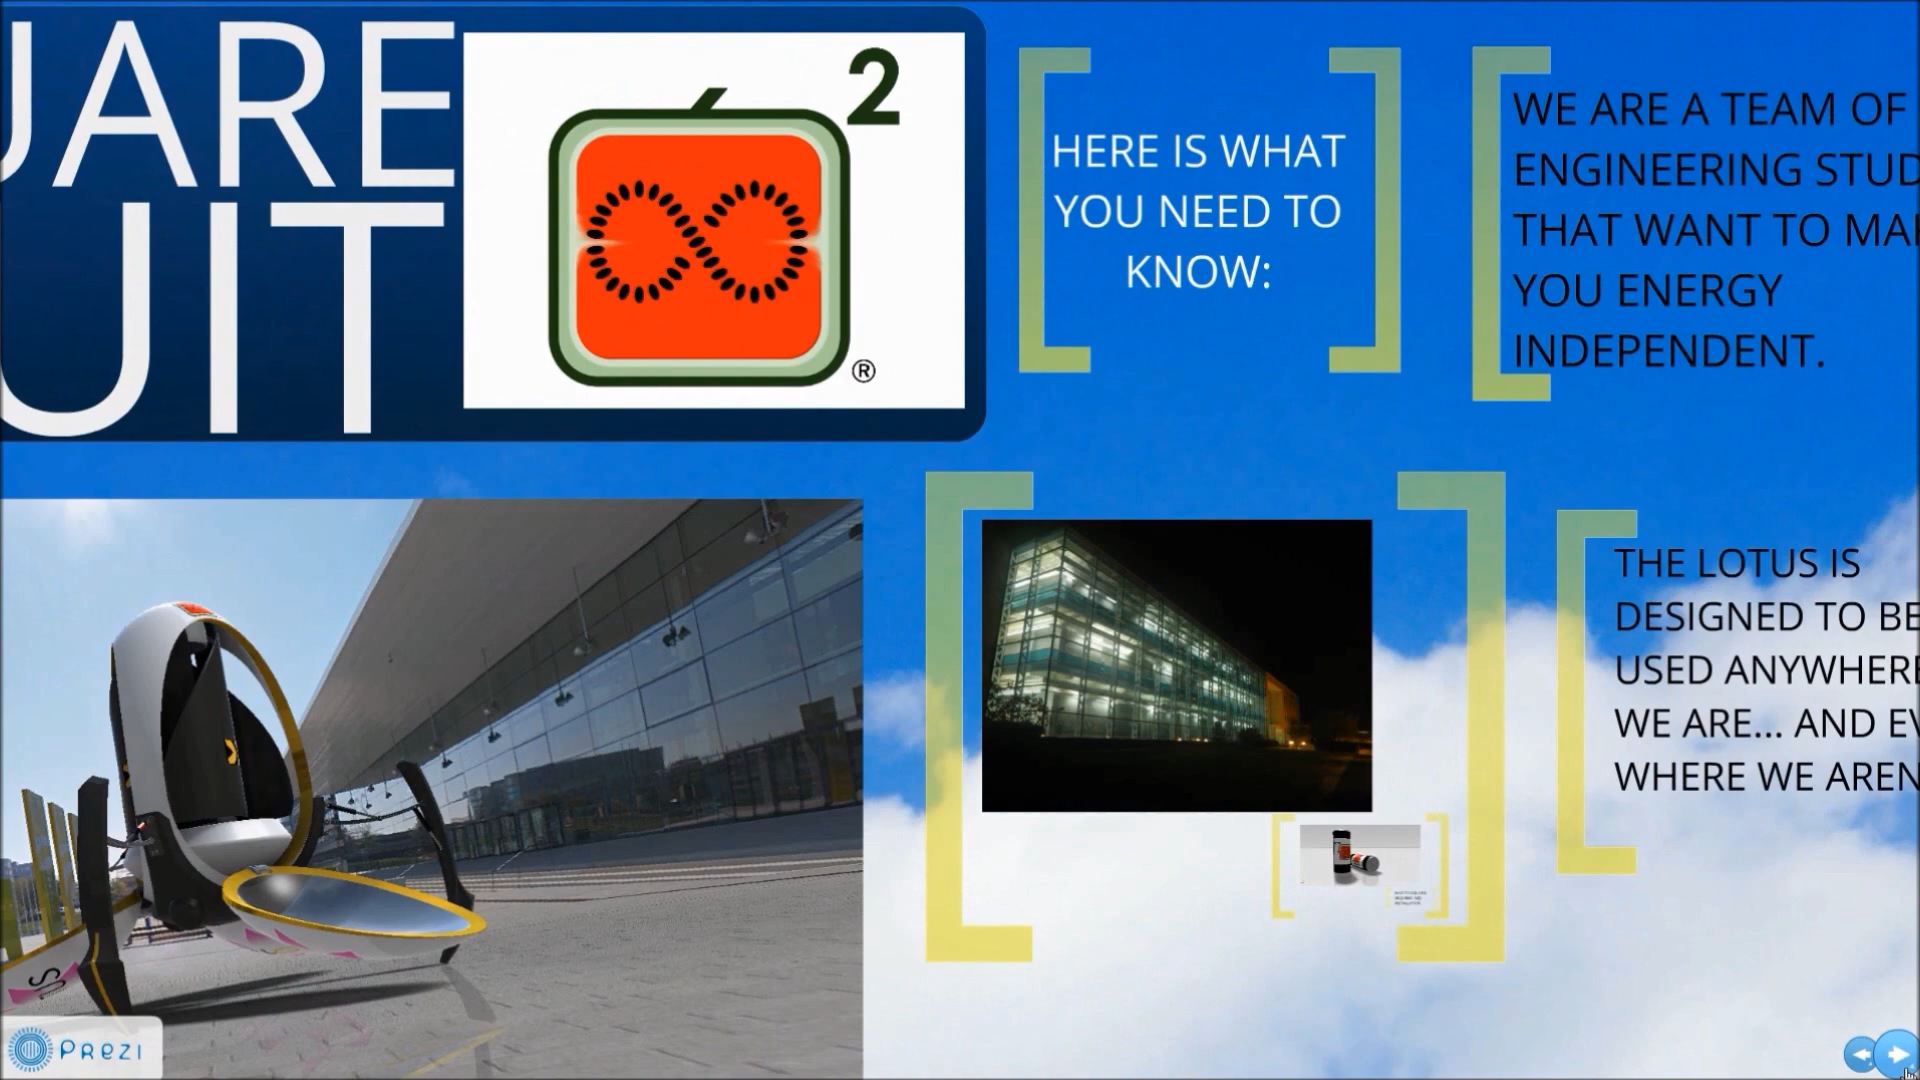 UARE
UIT
2
®
HERE IS WHAT
YOU NEED TO
KNOW:
WE ARE A TEAM OF
ENGINEERING STUD
THAT WANT TO MA
YOU ENERGY
INDEPENDENT.
THE LOTUS IS
DESIGNED TO BE
USED ANYWHERE
WE ARE... AND EV
WHERE WE AREN
Prezi